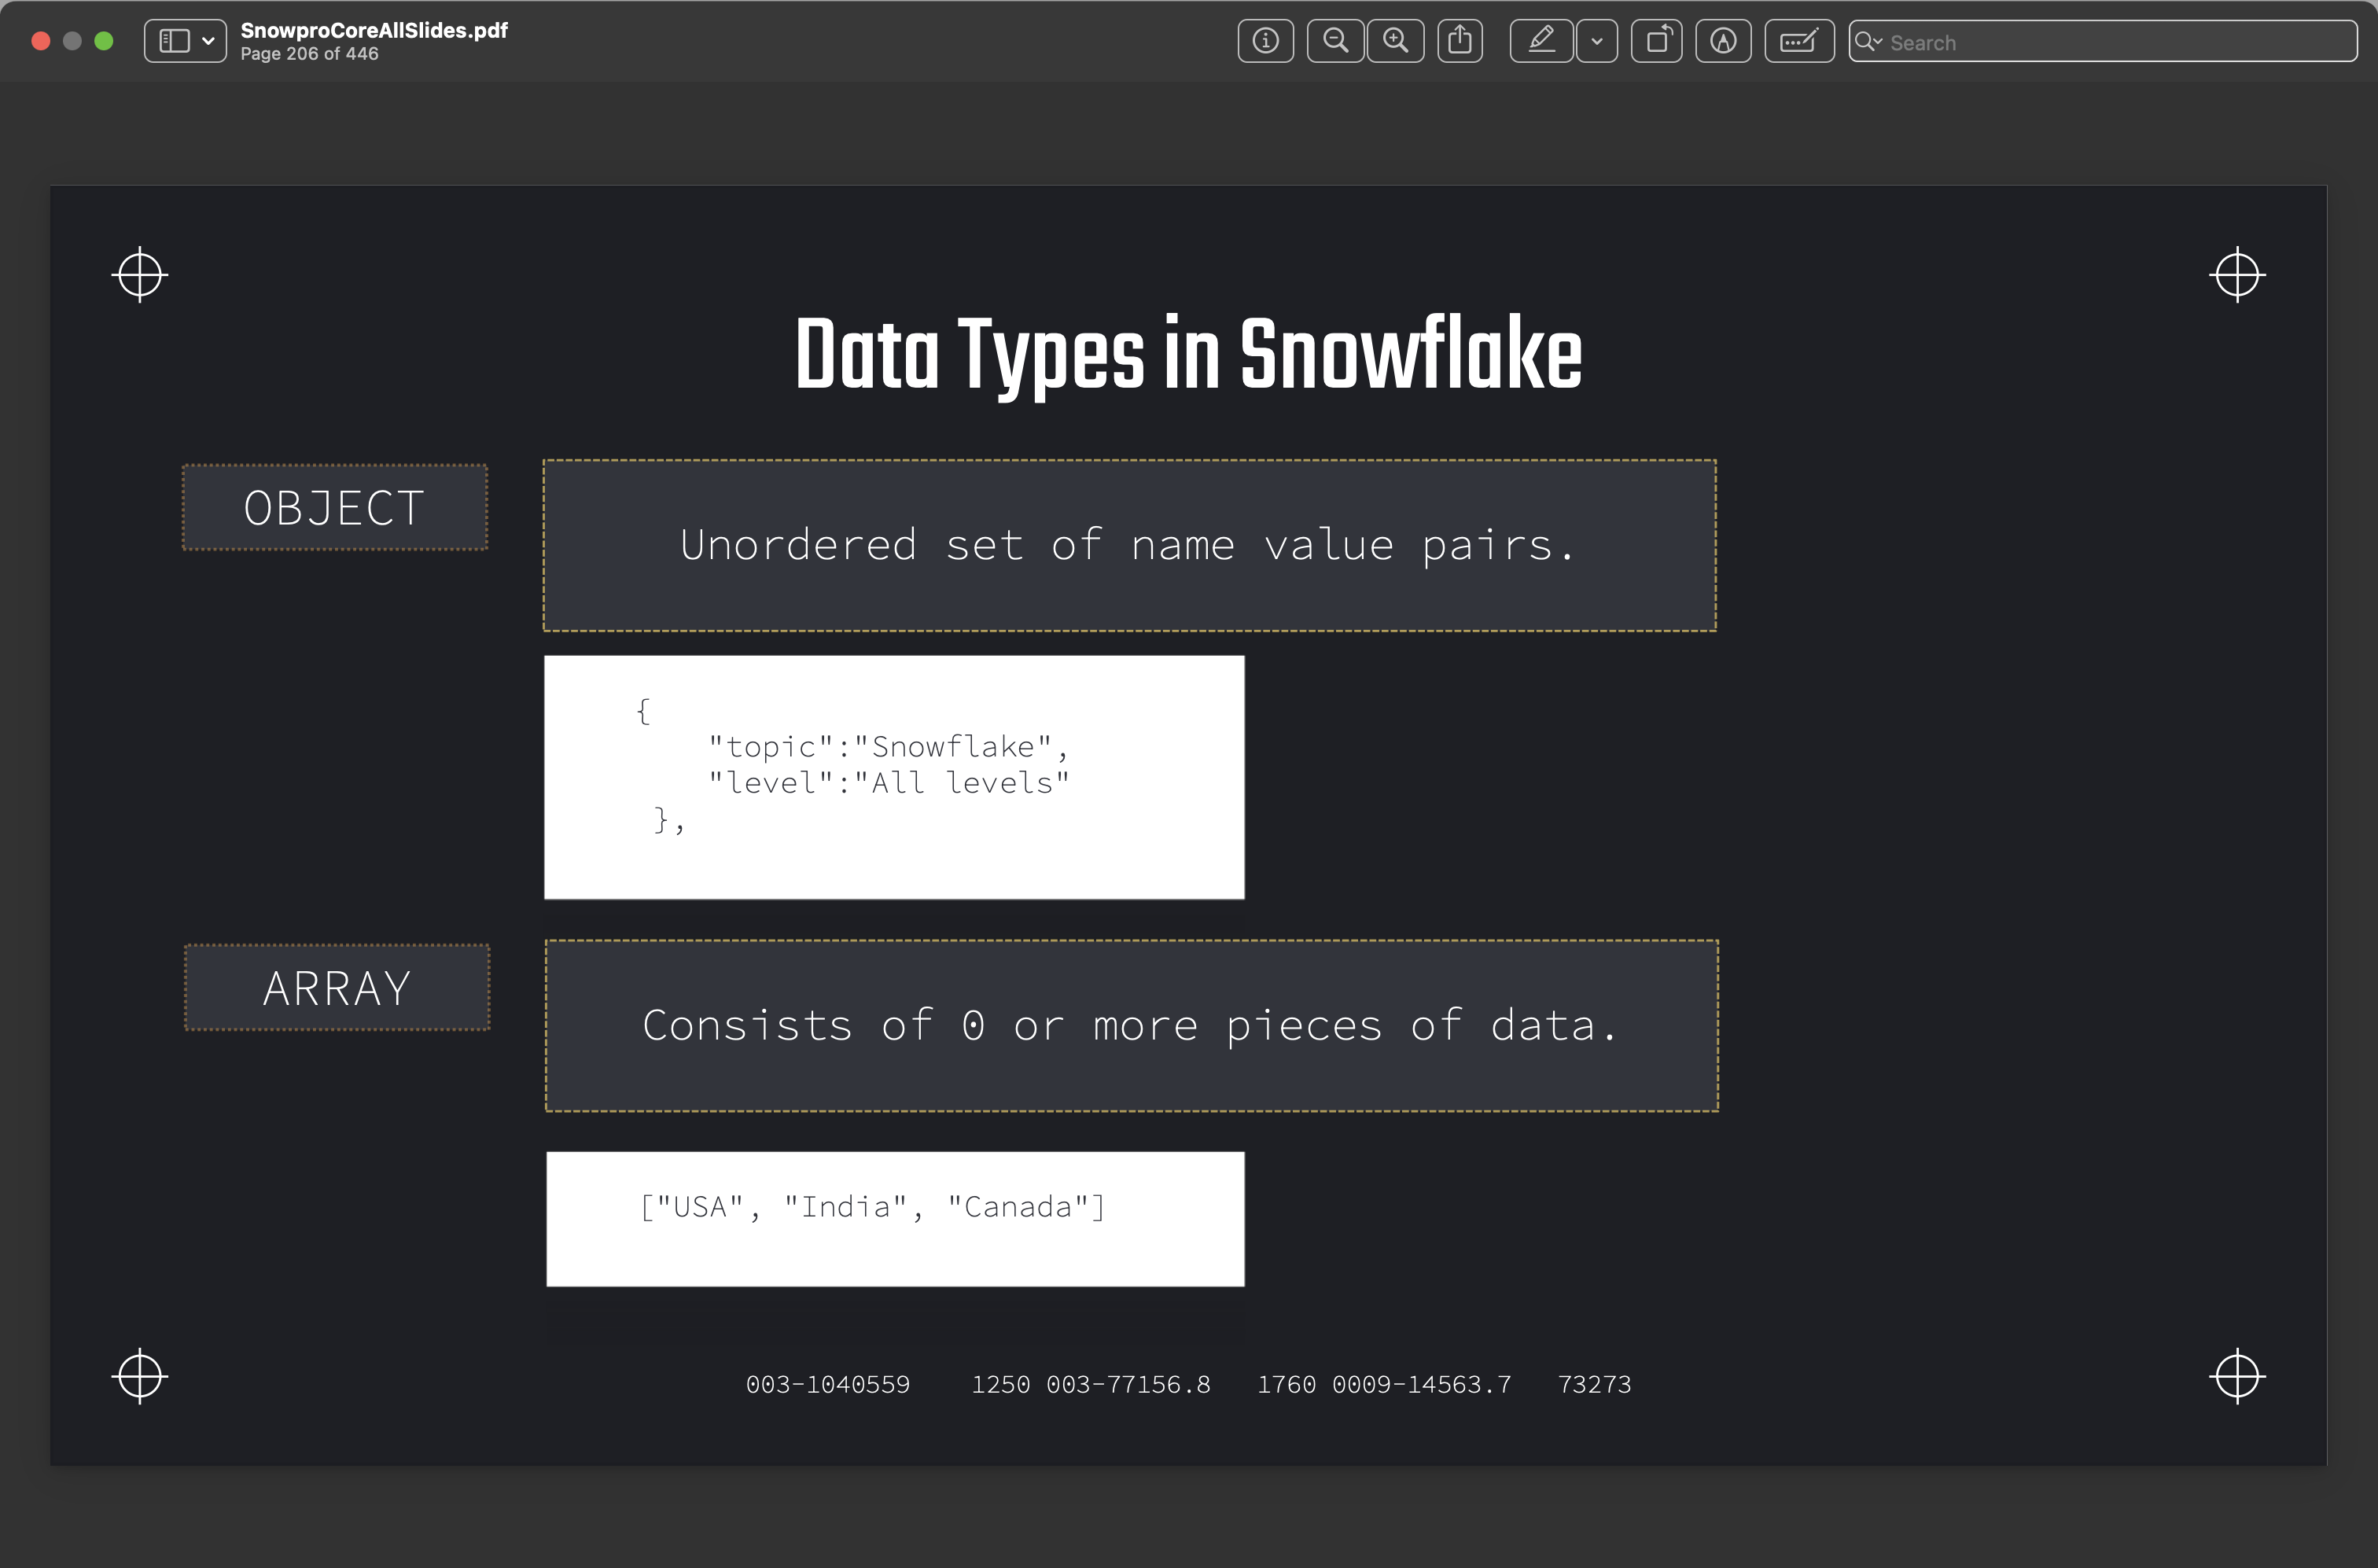 SnowproCoreAllSlides.pdf
Page 206 of 446
Search
Data Types in Snowflake
OBJECT
Unordered set of name value pairs.
{
"topic":"Snowflake",
"level":"All levels"
},
ARRAY
Consists of 0 or more pieces of data.
["USA", "India", "Canada"]
003-1040559 1250 003-77156.8 1760 0009-14563.7 73273